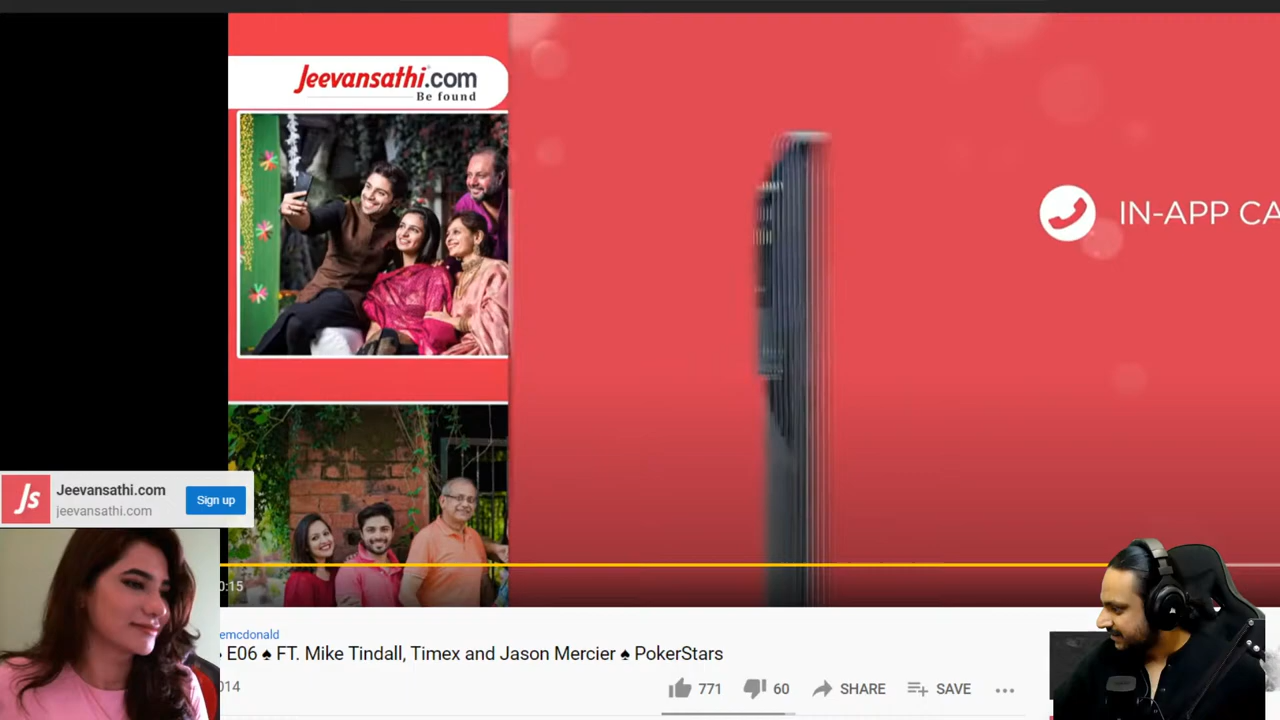 Jeevansathi.com
Be found
IN-APP CA
Js
Jeevansathi.com
jeevansathi.com
Sign up
0:15
emcdonald
E06 ♠ FT. Mike Tindall, Timex and Jason Mercier ♠ PokerStars
014
771
60
SHARE
SAVE